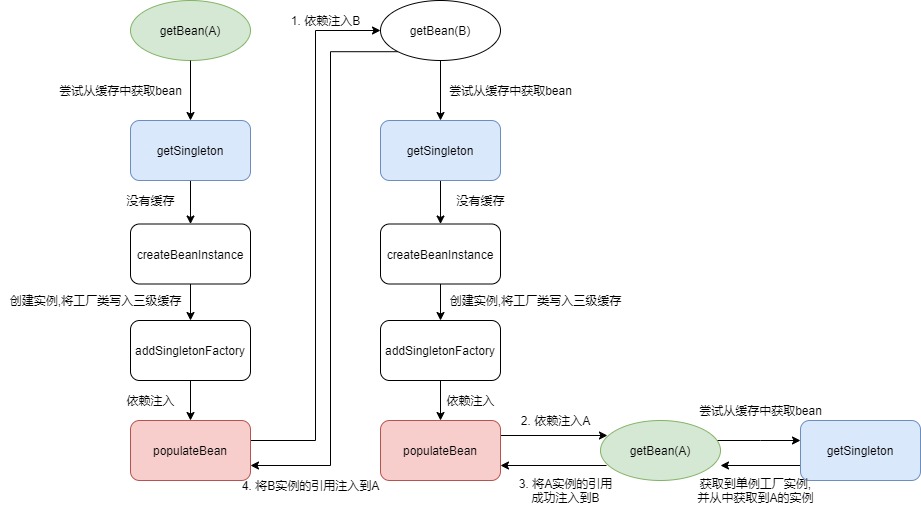 getBean(A)
1. 依赖注入B
getBean(B)
尝试从缓存中获取bean
尝试从缓存中获取bean
getSingleton
getSingleton
没有缓存
没有缓存
createBeanInstance
createBeanInstance
创建实例,将工厂类写入三级缓存
创建实例,将工厂类写入三级缓存
addSingletonFactory
addSingletonFactory
依赖注入
依赖注入
populateBean
populateBean
2. 依赖注入A
getBean(A)
尝试从缓存中获取bean
getSingleton
4. 将B实例的引用注入到A
3. 将A实例的引用
成功注入到B
获取到单例工厂实例,
并从中获取到A的实例